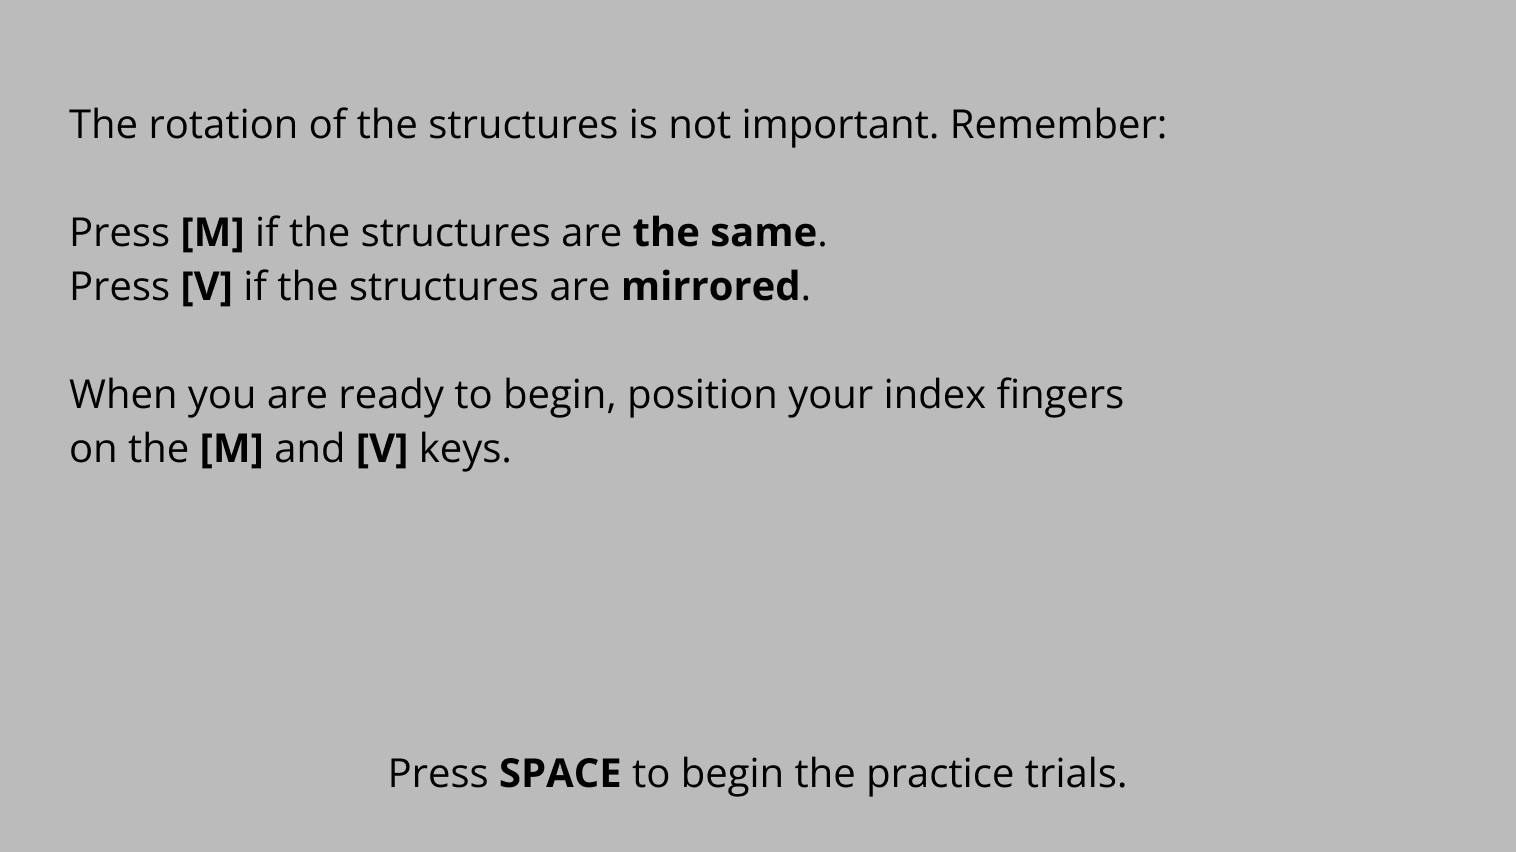 The rotation of the structures is not important. Remember:
Press [M] if the structures are the same.
Press [V] if the structures are mirrored.
When you are ready to begin, position your index fingers
on the [M] and [V] keys.
Press SPACE to begin the practice trials.